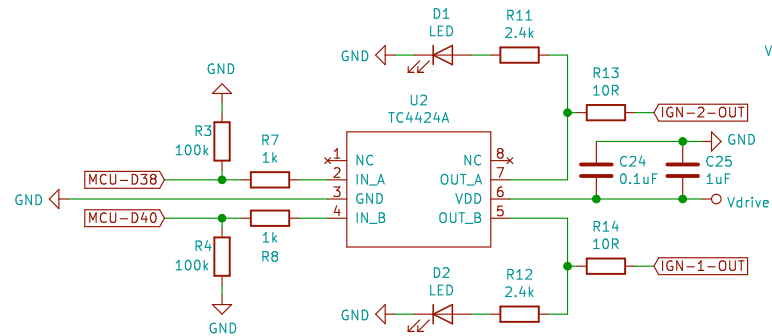 D1
LED
R11
2.4k
GND
V
GND
R13
10R
IGN-2-OUT
U2
TC4424A
R3
100k
R7
1k
GND
C24
0.1uF
C25
1uF
1
NC
NC
8
MCU-D38
2
IN_A
OUT_A
7
GND
3
GND
VDD
6
Vdrive
MCU-D40
4
IN_B
OUT_B
5
1k
R8
R4
100k
R14
10R
IGN-1-OUT
D2
LED
R12
2.4k
GND
GND